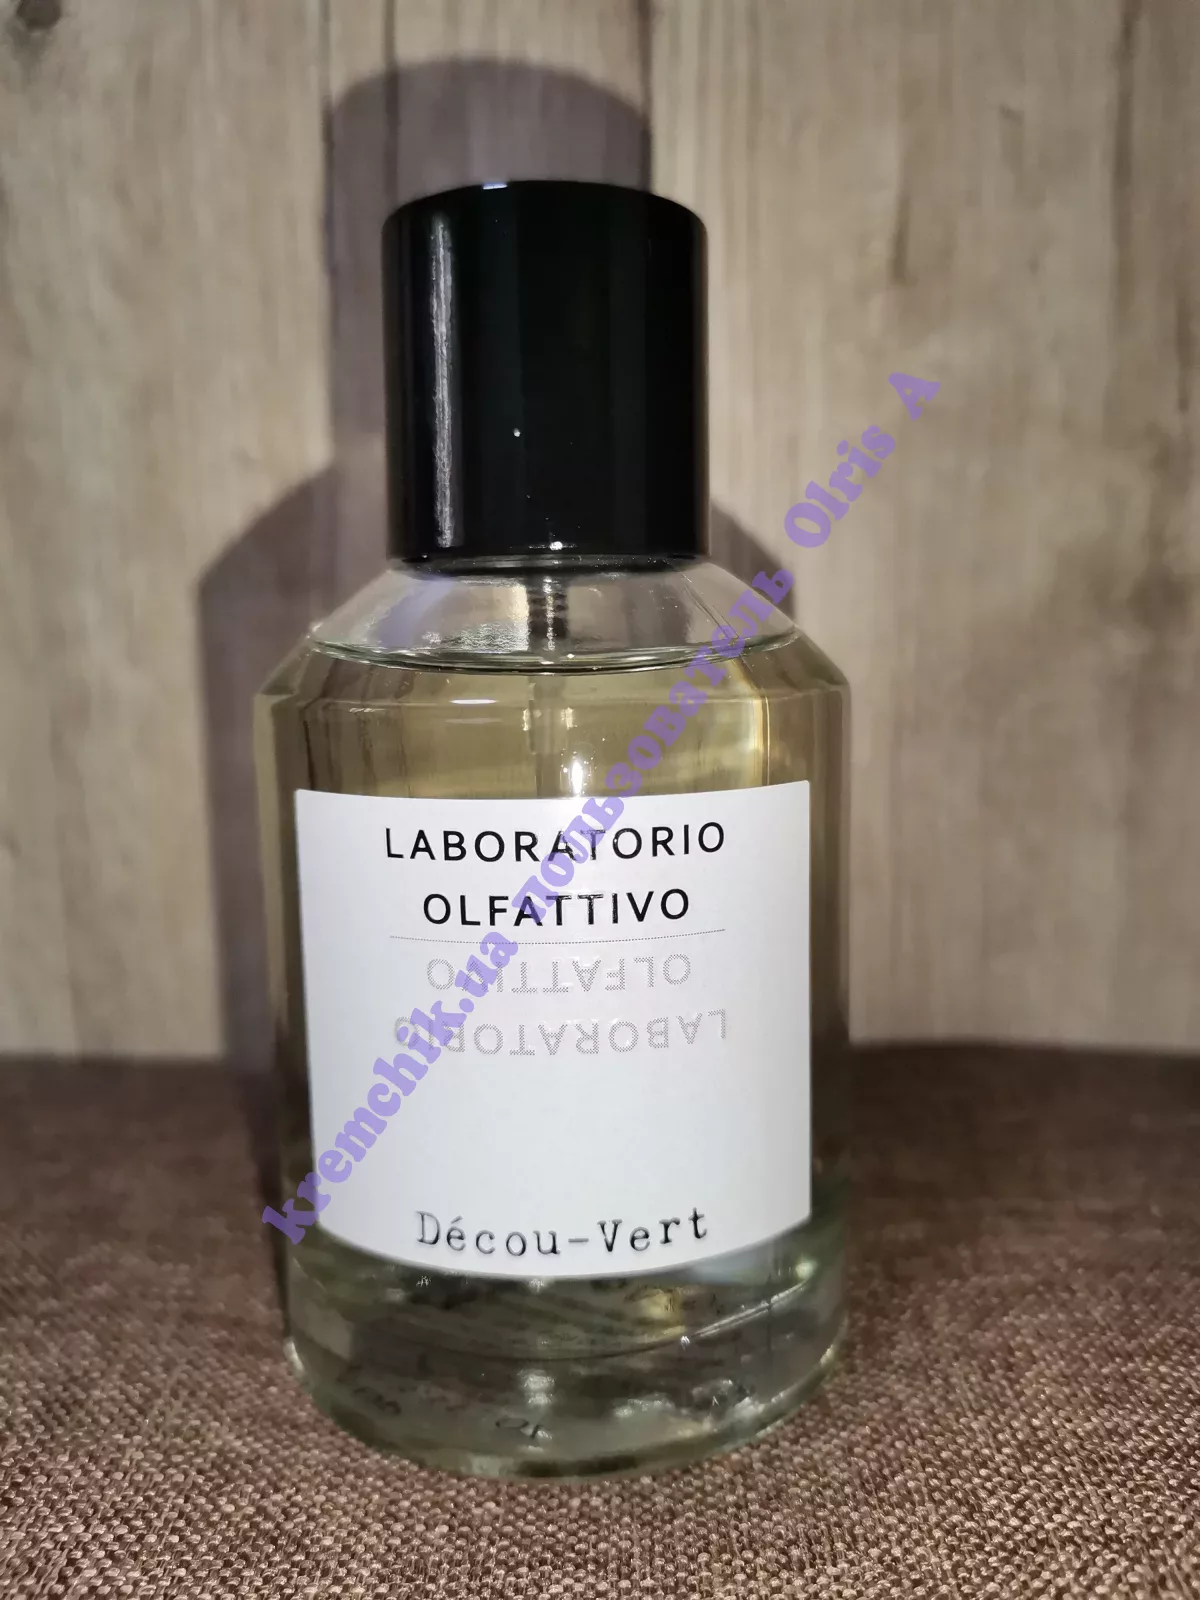 LABORATORIO
OLFATTIVO
OLFATTIVO
LABORATORIO
Décou-Vert
kremchik.ua пользователь Olris A